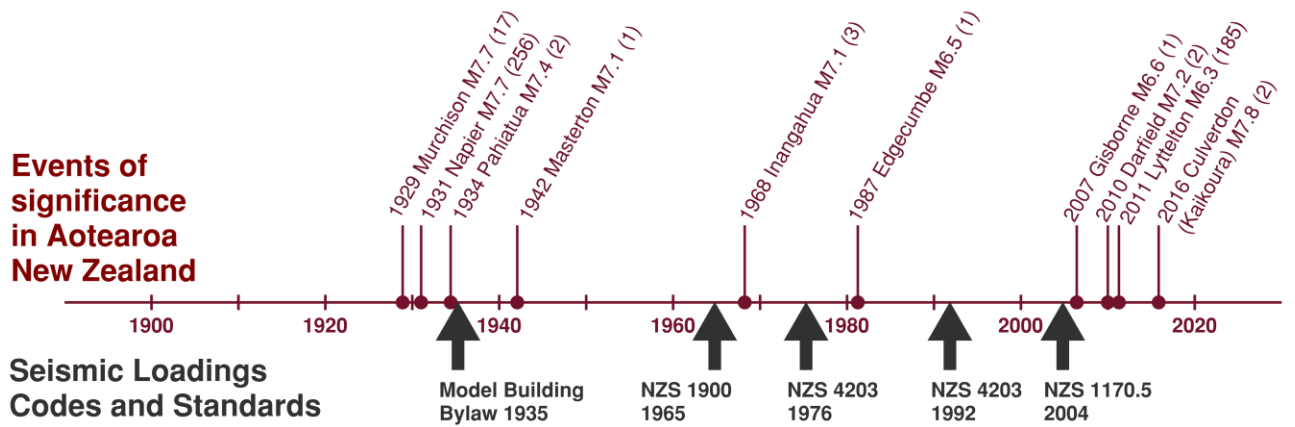 1929 Murchison M7.7 (17)
1931 Napier M7.7 (256)
1934 Pahiatua M7.4 (2)
1942 Masterton M7.1 (1)
1968 Inangahua M7.1 (3)
1987 Edgecumbe M6.5 (1)
2007 Gisborne M6.6 (1)
2010 Darfield M7.2 (2)
2011 Lyttelton M6.3 (185)
2016 Culverdon
(Kaikoura) M7.8 (2)
Events of
significance
in Aotearoa
New Zealand
1900
1920
1940
1960
1980
2000
2020
Seismic Loadings
Codes and Standards
Model Building
Bylaw 1935
NZS 1900
1965
NZS 4203
1976
NZS 4203
1992
NZS 1170.5
2004